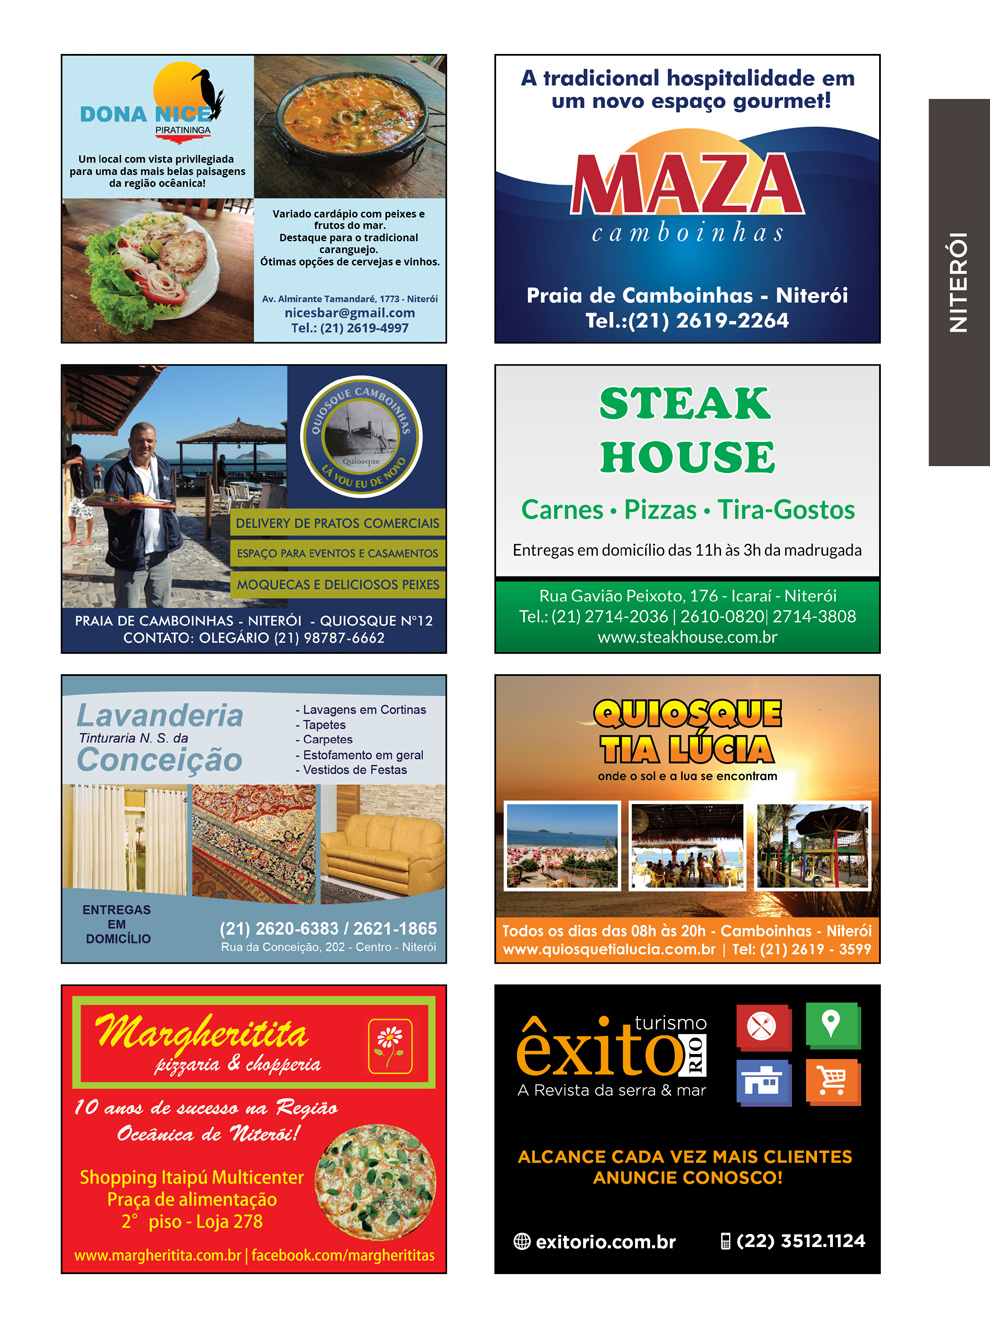 DONA NICE
PIRATININGA
Um local com vista privilegiada
para uma das mais belas paisagens
da região ocêanica!
Variado cardápio com peixes e
frutos do mar.
Destaque para o tradicional
caranguejo.
Ótimas opções de cervejas e vinhos.
Av. Almirante Tamandaré, 1773 - Niterói
nicesbar@gmail.com
Tel.: (21) 2619-4997
A tradicional hospitalidade em
um novo espaço gourmet!
MAZA
camboinhas
Praia de Camboinhas - Niterói
Tel.:(21) 2619-2264
NITERÓI
QUIOSQUE CAMBOINHAS
Quiosque
LÁ VOU EU DE NOVO
DELIVERY DE PRATOS COMERCIAIS
ESPAÇO PARA EVENTOS E CASAMENTOS
MOQUECAS E DELICIOSOS PEIXES
PRAIA DE CAMBOINHAS - NITERÓI - QUIOSQUE N°12
CONTATO: OLEGÁRIO (21) 98787-6662
STEAK
HOUSE
Carnes • Pizzas • Tira-Gostos
Entregas em domicílio das 11h às 3h da madrugada
Rua Gavião Peixoto, 176 - Icaraí - Niterói
Tel.: (21) 2714-2036 | 2610-0820| 2714-3808
www.steakhouse.com.br
Lavanderia
Tinturaria N. S. da
Conceição
- Lavagens em Cortinas
- Tapetes
- Carpetes
- Estofamento em geral
- Vestidos de Festas
ENTREGAS
EM
DOMICÍLIO
(21) 2620-6383 / 2621-1865
Rua da Conceição, 202 - Centro - Niterói
QUIOSQUE
TIA LÚCIA
onde o sol e a lua se encontram
Todos os dias das 08h às 20h - Camboinhas - Niterói
www.quiosquetialucia.com.br | Tel: (21) 2619 - 3599
Margheritita
pizzaria & chopperia
10 anos de sucesso na Região
Oceânica de Niterói!
Shopping Itaipú Multicenter
Praça de alimentação
2° piso - Loja 278
www.margheritita.com.br | facebook.com/margherititas
turismo
êxito
RIO
A Revista da serra & mar
ALCANCE CADA VEZ MAIS CLIENTES
ANUNCIE CONOSCO!
exitorio.com.br
(22) 3512.1124